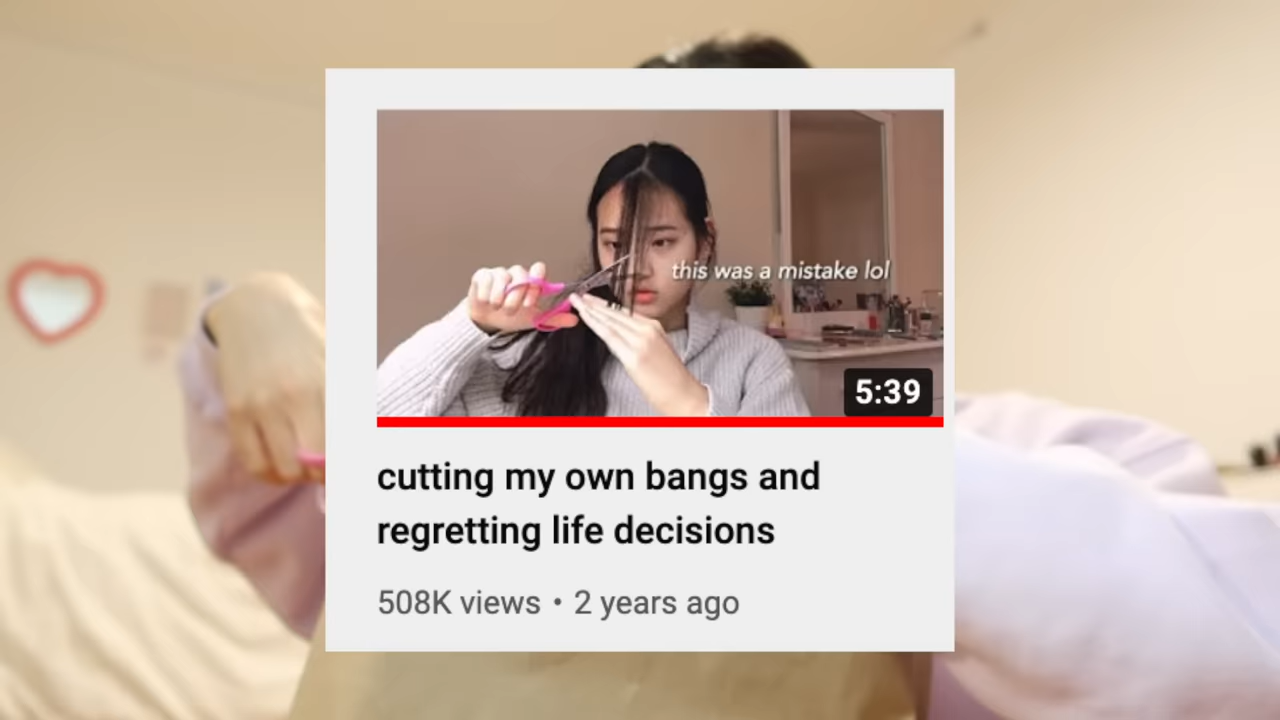 this was a mistake lol
5:39
cutting my own bangs and
regretting life decisions
508K views • 2 years ago